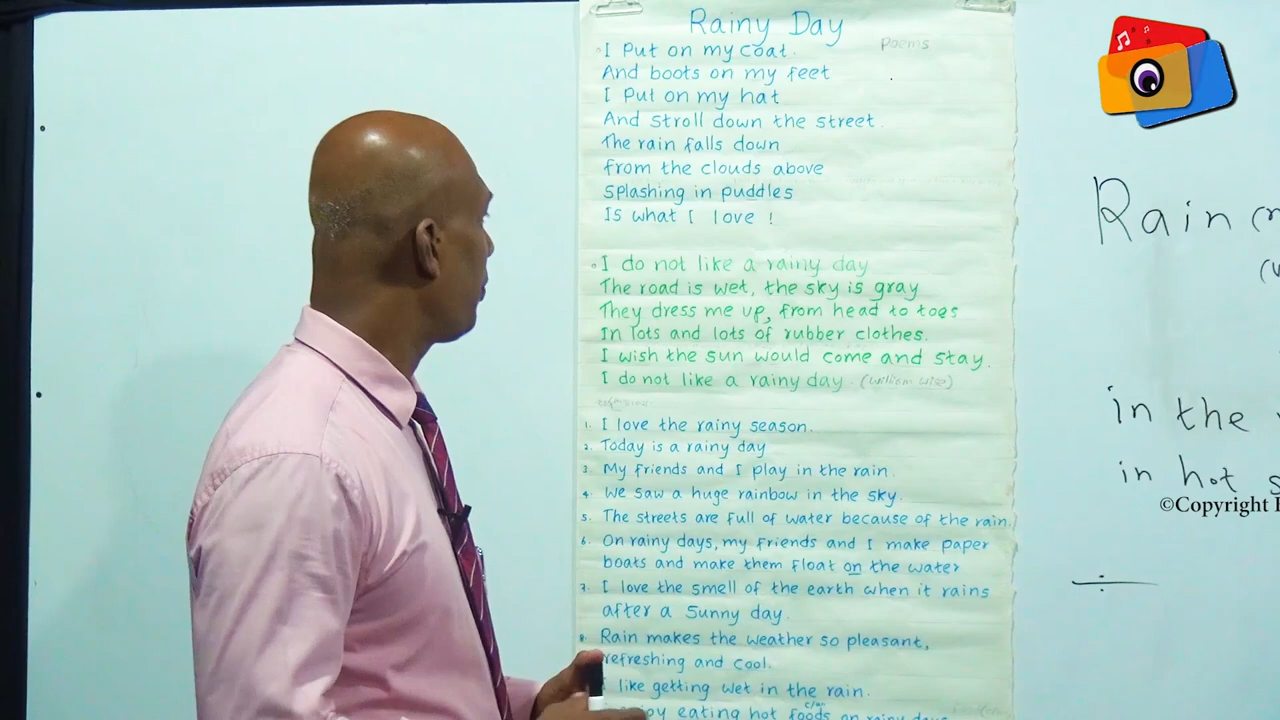 Rainy Day
Poems
I Put on my coat.
And boots on my feet
I Put on my hat
And stroll down the street.
The rain falls down
from the clouds above
Splashing in puddles
Is what I love !
I do not like a rainy day
The road is wet, the sky is gray
They dress me up, from head to toes
In lots and lots of rubber clothes.
I wish the sun would come and stay.
I do not like a rainy day. (William Wise)
1. I love the rainy season.
2. Today is a rainy day
3. My friends and I play in the rain.
4. We saw a huge rainbow in the sky.
5. The streets are full of water because of the rain.
6. On rainy days, my friends and I make paper
boats and make them float on the water
7. I love the smell of the earth when it rains
after a sunny day.
8. Rain makes the weather so pleasant,
refreshing and cool.
I like getting wet in the rain.
eating hot foods on rainy days
Rain
in the
in hot
©Copyright